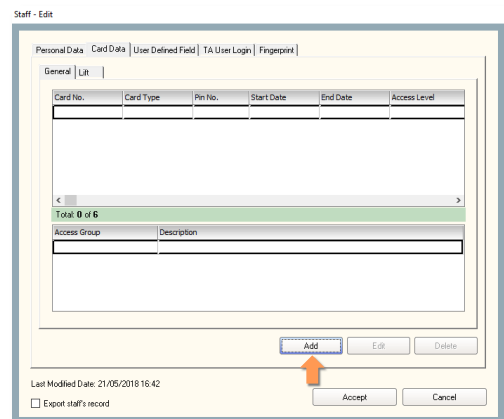 Staff - Edit
Personal Data Card Data User Defined Field TA User Login Fingerprint
General Lift
Card No. Card Type Pin No. Start Date End Date Access Level
Total: 0 of 6
Access Group Description
Add Edit Delete
Last Modified Date: 21/05/2018 16:42
Export staff's record
Accept Cancel